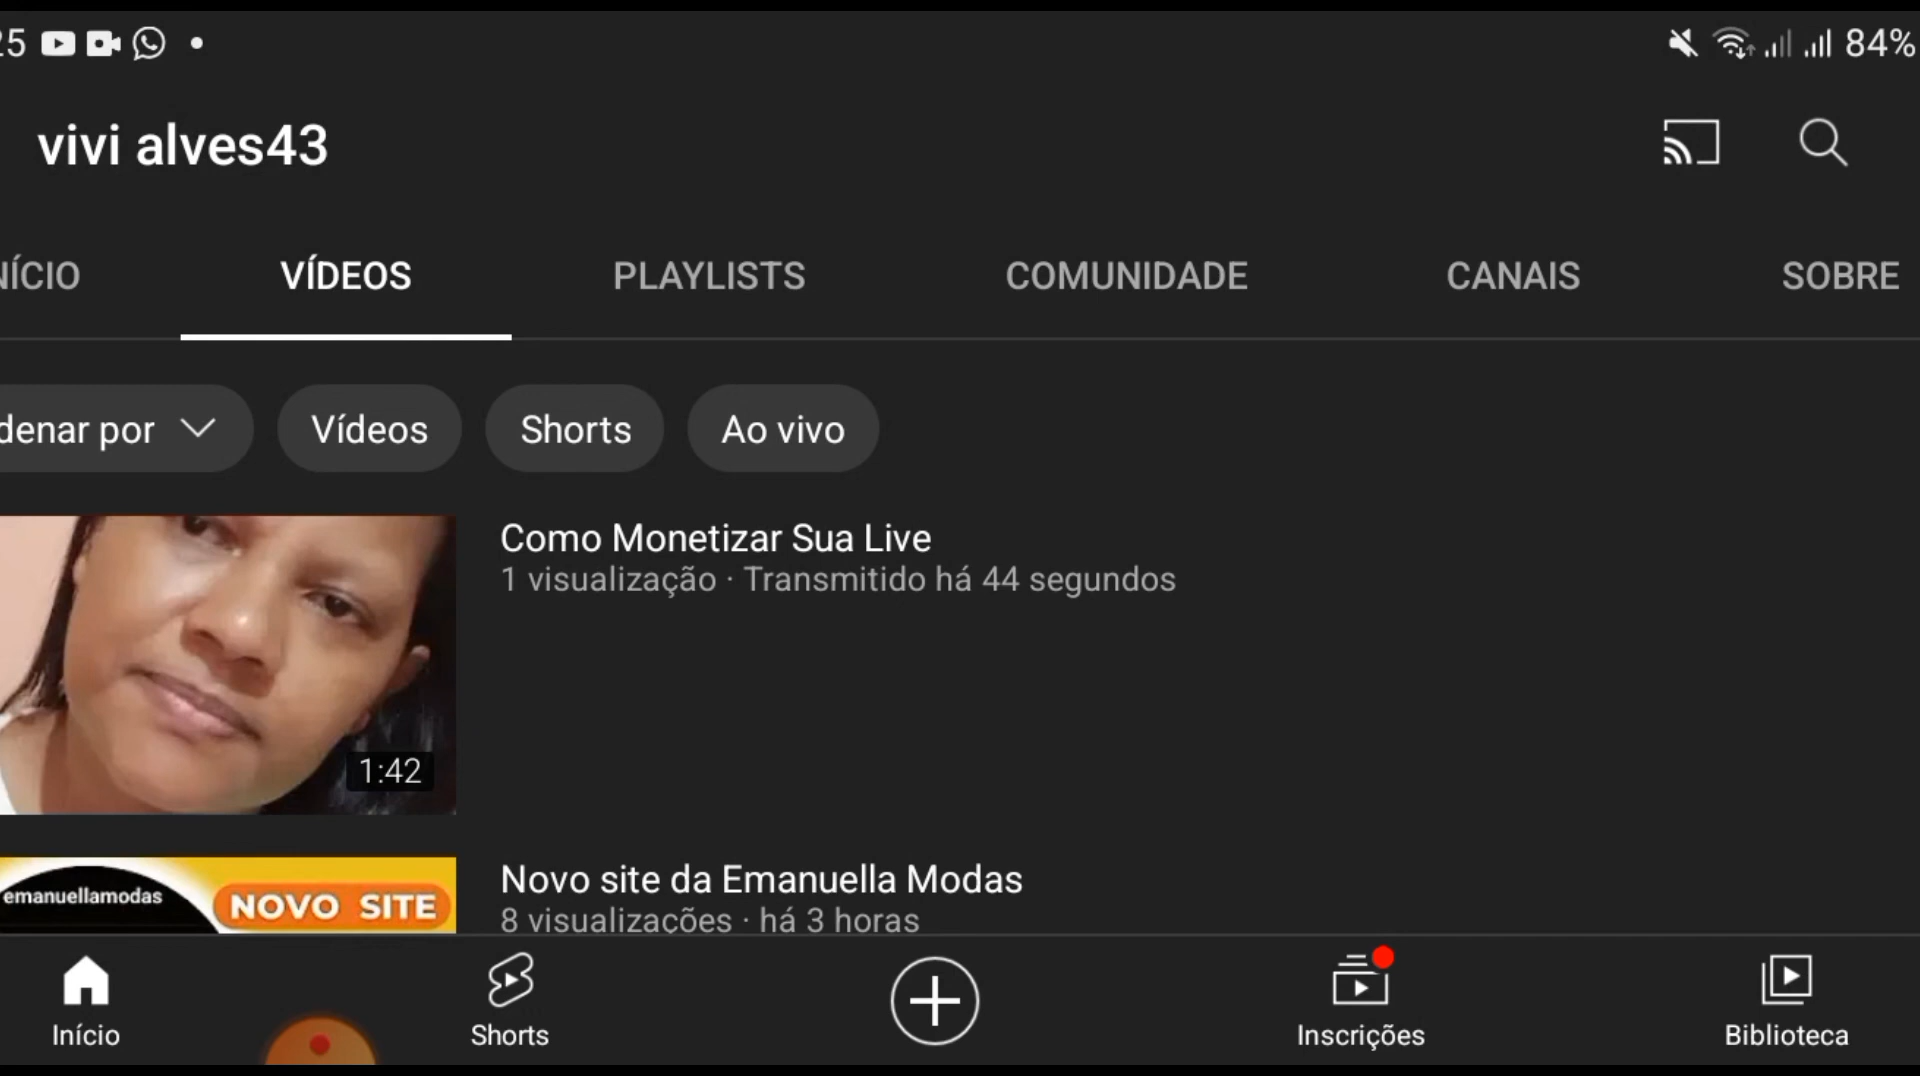 25 84%
vivi alves43
NÍCIO VÍDEOS PLAYLISTS COMUNIDADE CANAIS SOBRE
denar por Vídeos Shorts Ao vivo
Como Monetizar Sua Live
1 visualização · Transmitido há 44 segundos
1:42
Novo site da Emanuella Modas
8 visualizações · há 3 horas
emanuellamodas
NOVO SITE
Início Shorts Inscrições Biblioteca